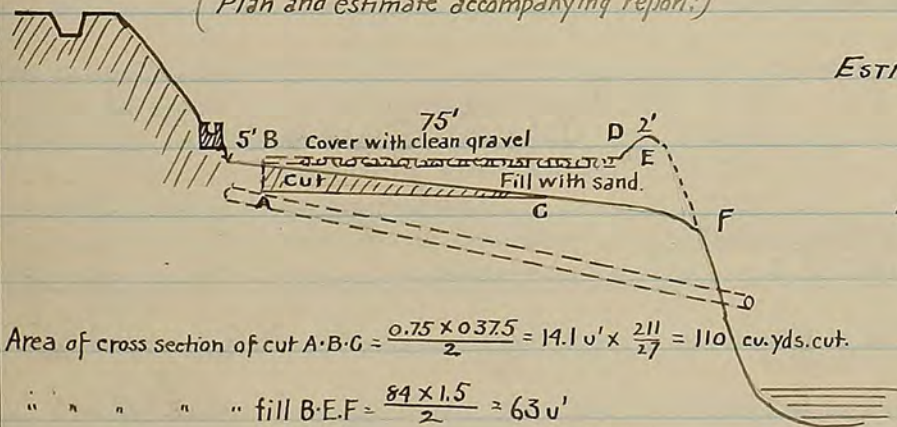 (Plan and estimate accompanying report.)
ESTI
75'
5' B Cover with clean gravel D 2'
E
Cut Fill with sand.
A C F
Area of cross section of cut A·B·C = 0.75 × 037.5 / 2 = 14.1 ▫' × 211 / 27 = 110 cu.yds.cut.
" " " " " fill B·E.F = 84 × 1.5 / 2 = 63 ▫'